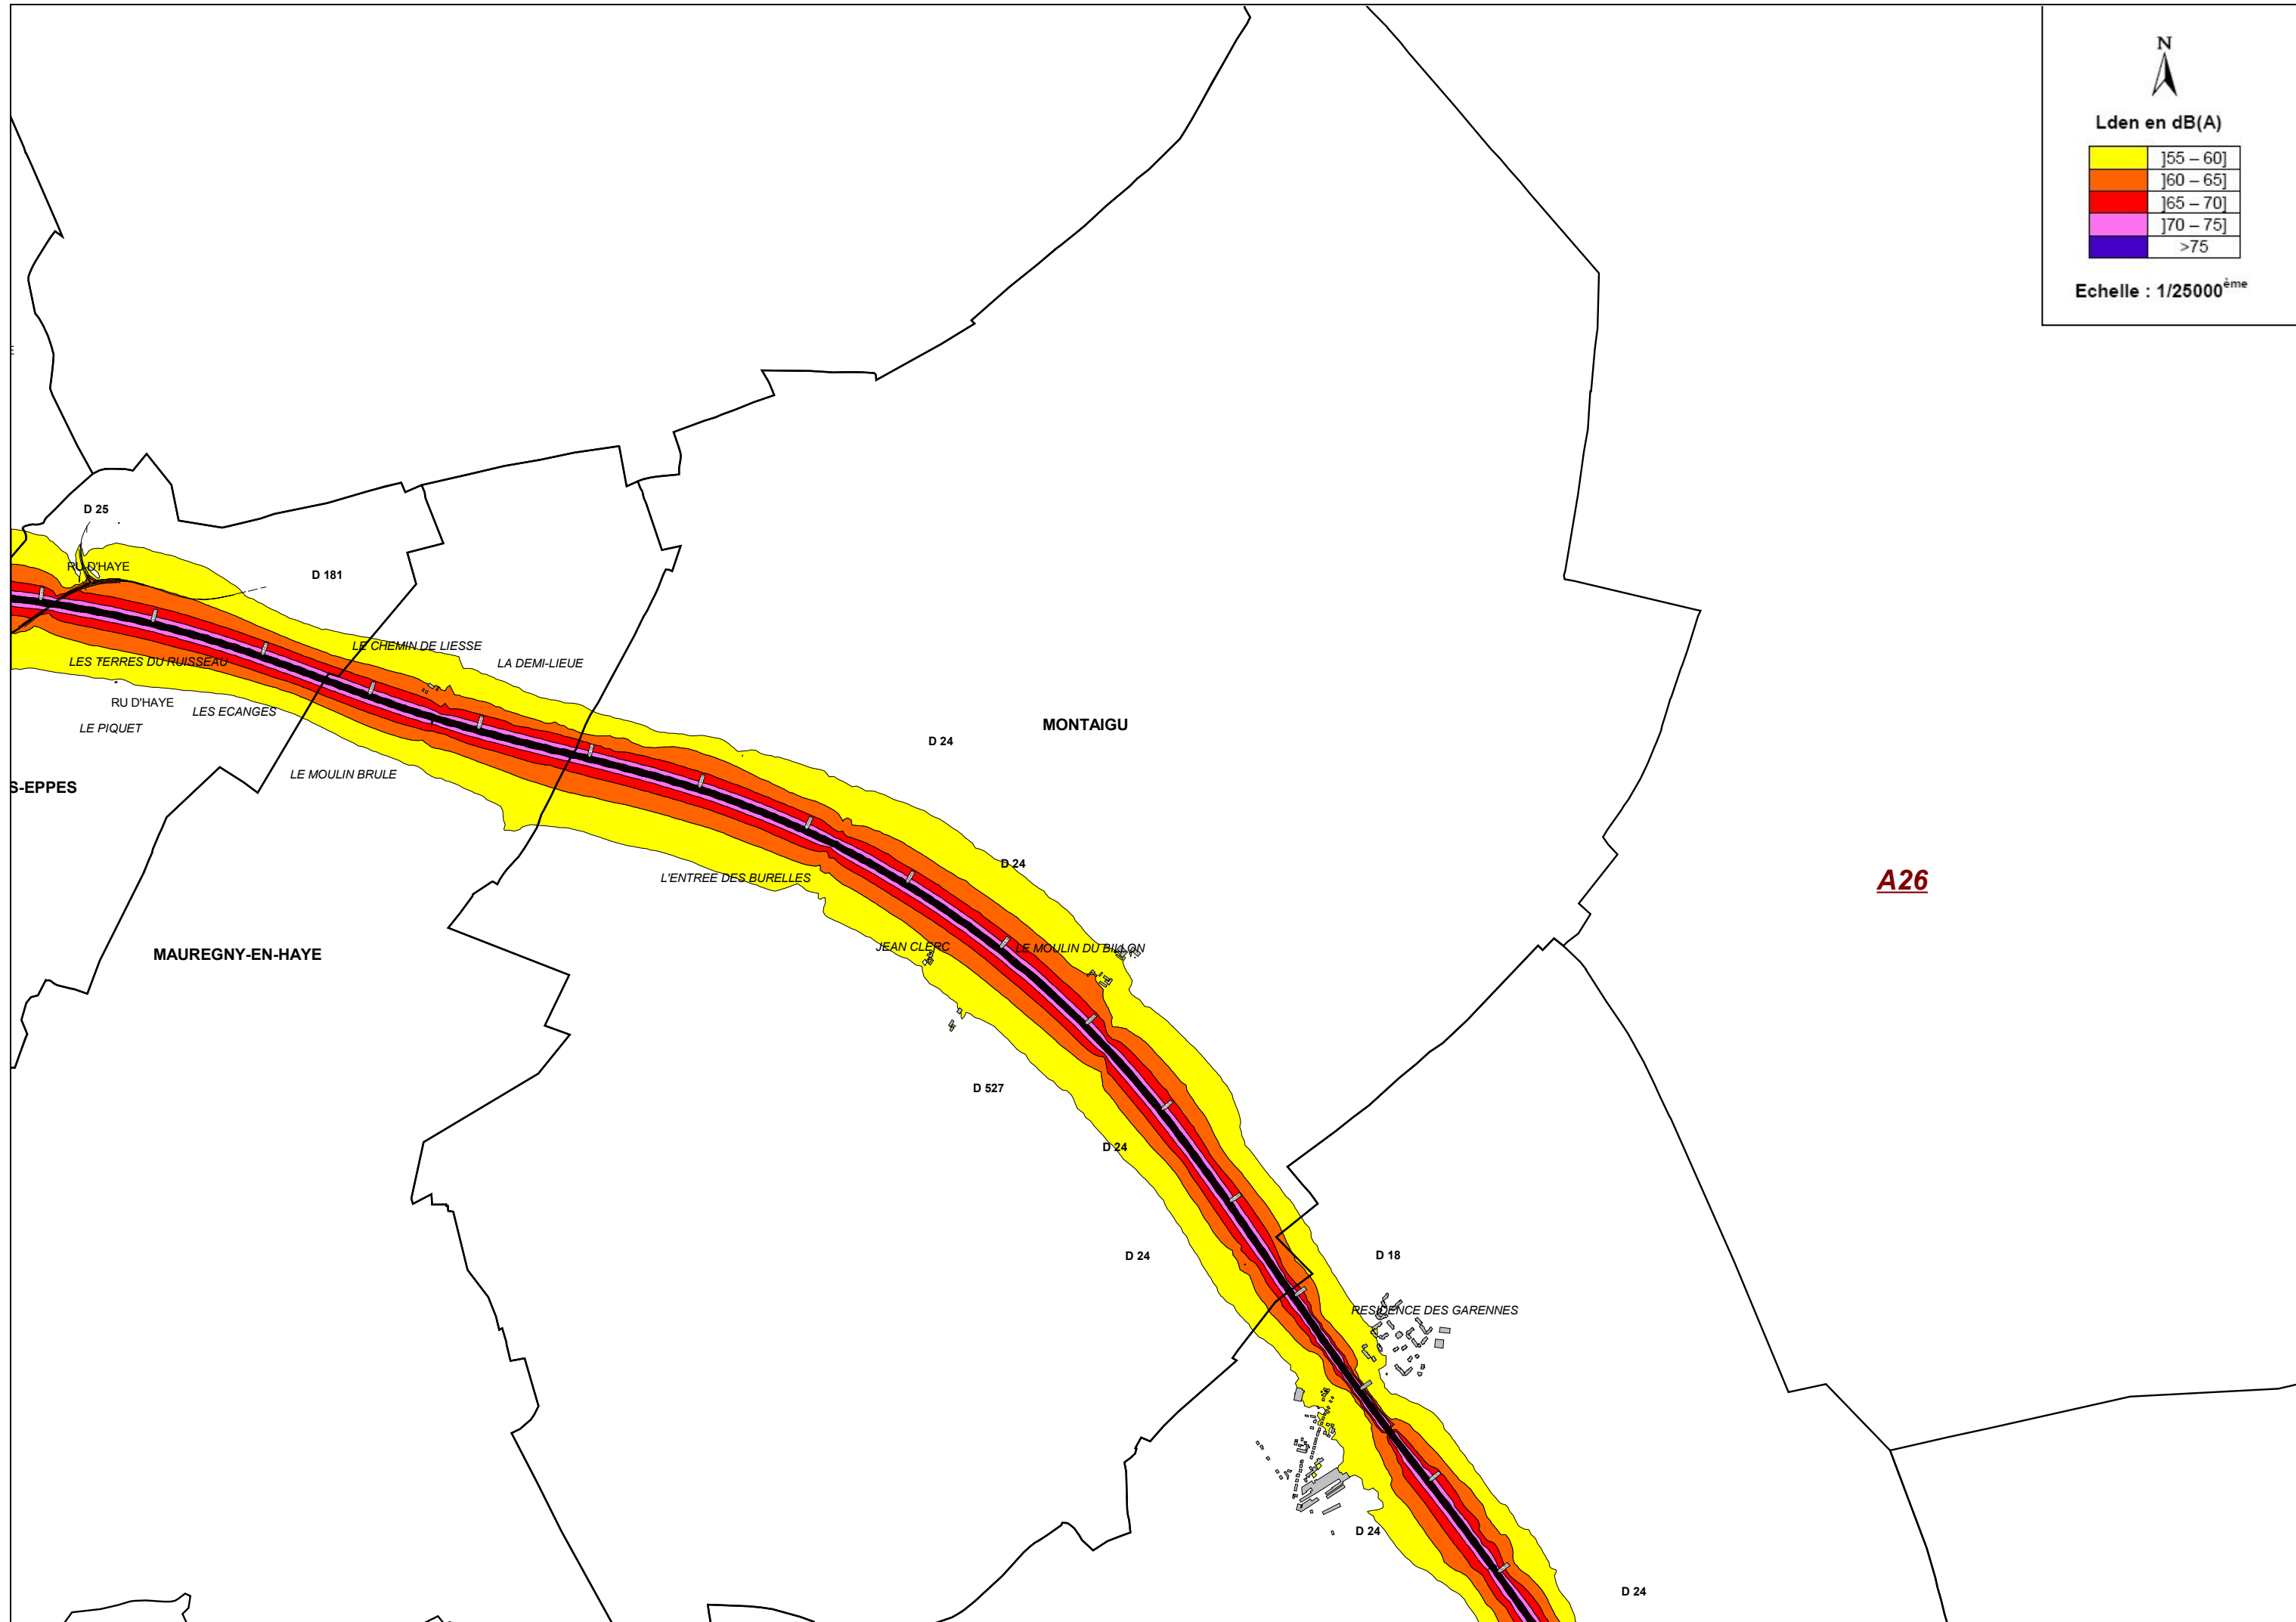 N
Lden en dB(A)
]55 – 60]
]60 – 65]
]65 – 70]
]70 – 75]
>75
Echelle : 1/25000ème
E
D 25
RU D'HAYE
D 181
LE CHEMIN DE LIESSE
LES TERRES DU RUISSEAU
LA DEMI-LIEUE
RU D'HAYE
LES ECANGES
LE PIQUET
MONTAIGU
D 24
LE MOULIN BRULE
S-EPPES
D 24
L'ENTREE DES BURELLES
A26
JEAN CLERC
LE MOULIN DU BILLON
MAUREGNY-EN-HAYE
D 527
D 24
D 24
D 18
RESIDENCE DES GARENNES
D 24
D 24